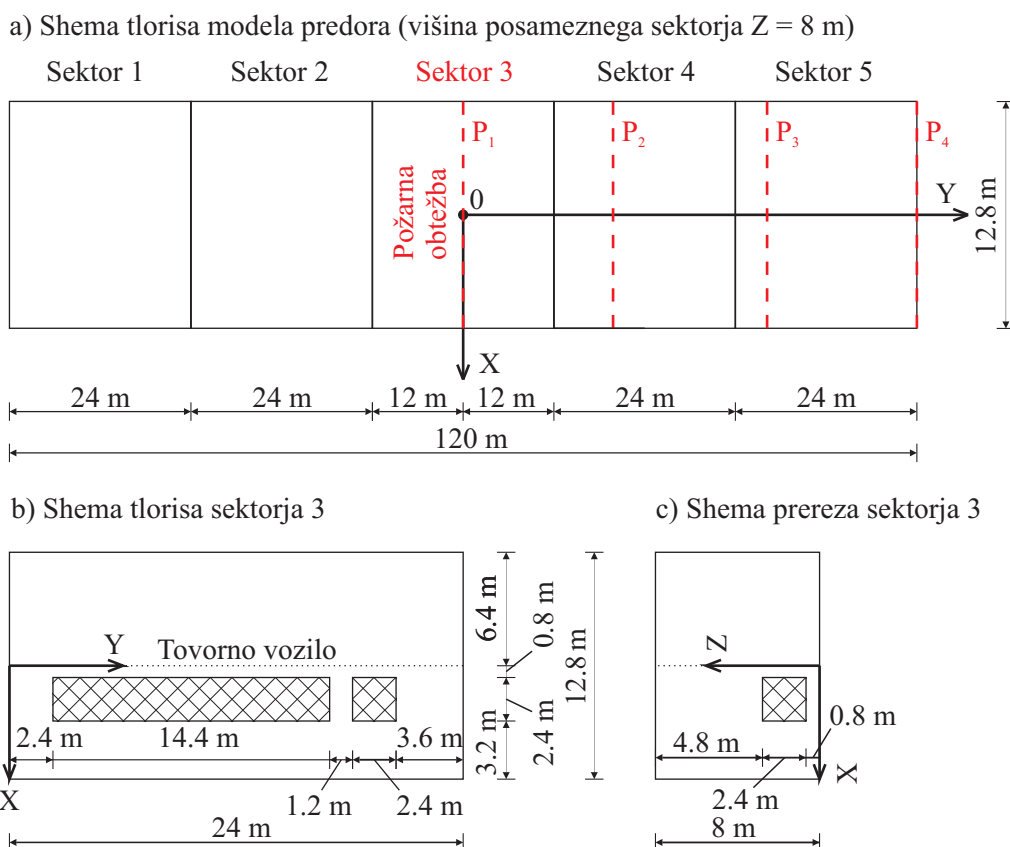 a) Shema tlorisa modela predora (višina posameznega sektorja Z = 8 m)
Sektor 1 Sektor 2 Sektor 3 Sektor 4 Sektor 5
P1 P2 P3 P4
Požarna
obtežba
0
Y
12.8 m
X
24 m 24 m 12 m 12 m 24 m 24 m
120 m
b) Shema tlorisa sektorja 3
c) Shema prereza sektorja 3
Y
Tovorno vozilo
X
2.4 m 14.4 m 3.6 m
1.2 m 2.4 m
24 m
6.4 m
0.8 m
2.4 m
3.2 m
12.8 m
Z
4.8 m
0.8 m
X
2.4 m
8 m